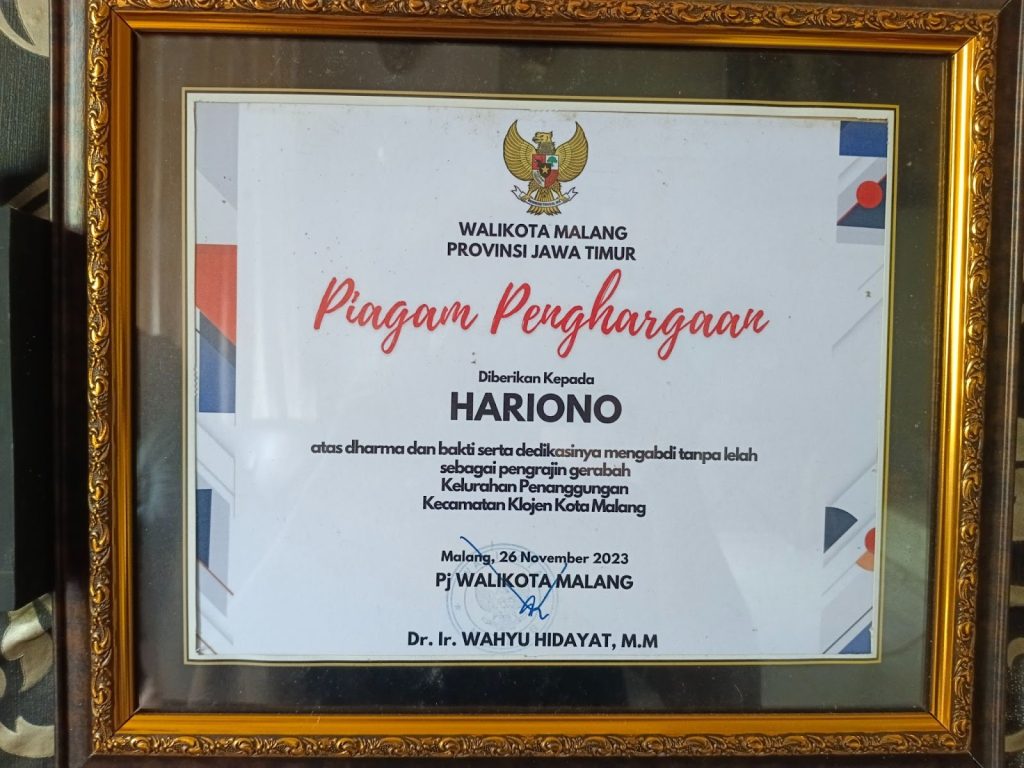 WALIKOTA MALANG
PROVINSI JAWA TIMUR
Piagam Penghargaan
Diberikan Kepada
HARIONO
atas dharma dan bakti serta dedikasinya mengabdi tanpa lelah
sebagai pengrajin gerabah
Kelurahan Penanggungan
Kecamatan Klojen Kota Malang
Malang, 26 November 2023
Pj WALIKOTA MALANG
Dr. Ir. WAHYU HIDAYAT, M.M